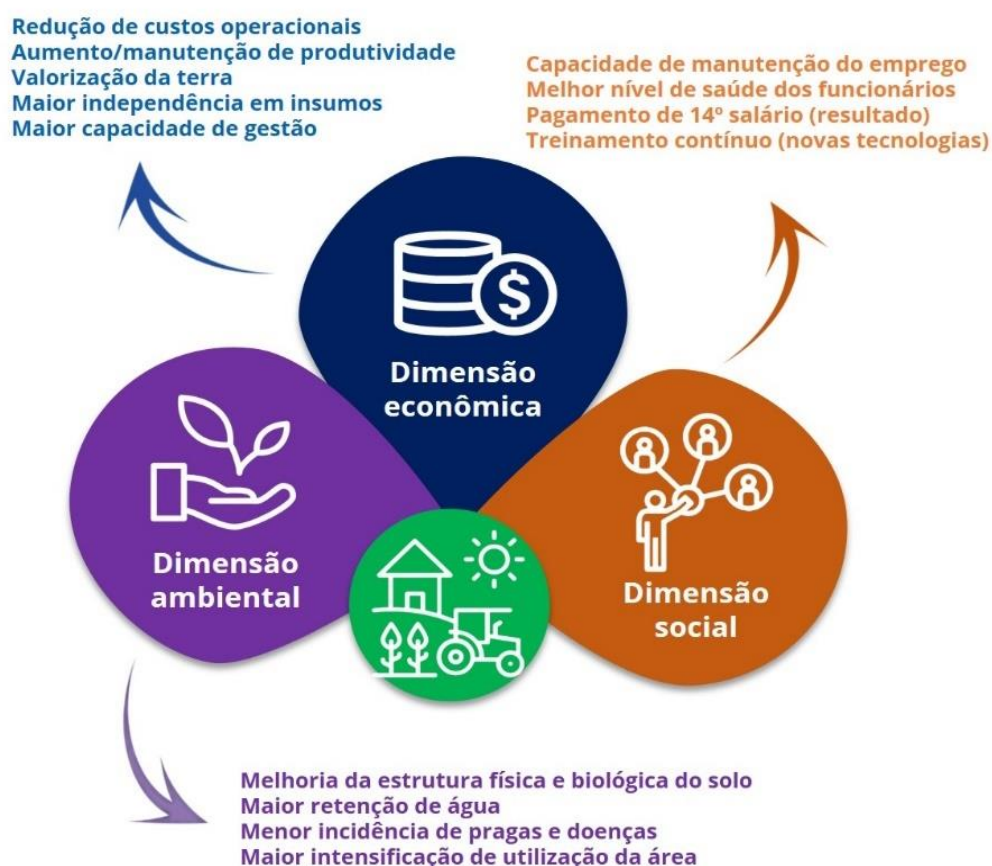 Redução de custos operacionais
Aumento/manutenção de produtividade
Valorização da terra
Maior independência em insumos
Maior capacidade de gestão
Capacidade de manutenção do emprego
Melhor nível de saúde dos funcionários
Pagamento de 14º salário (resultado)
Treinamento contínuo (novas tecnologias)
$
Dimensão
econômica
Dimensão
ambiental
Dimensão
social
Melhoria da estrutura física e biológica do solo
Maior retenção de água
Menor incidência de pragas e doenças
Maior intensificação de utilização da área